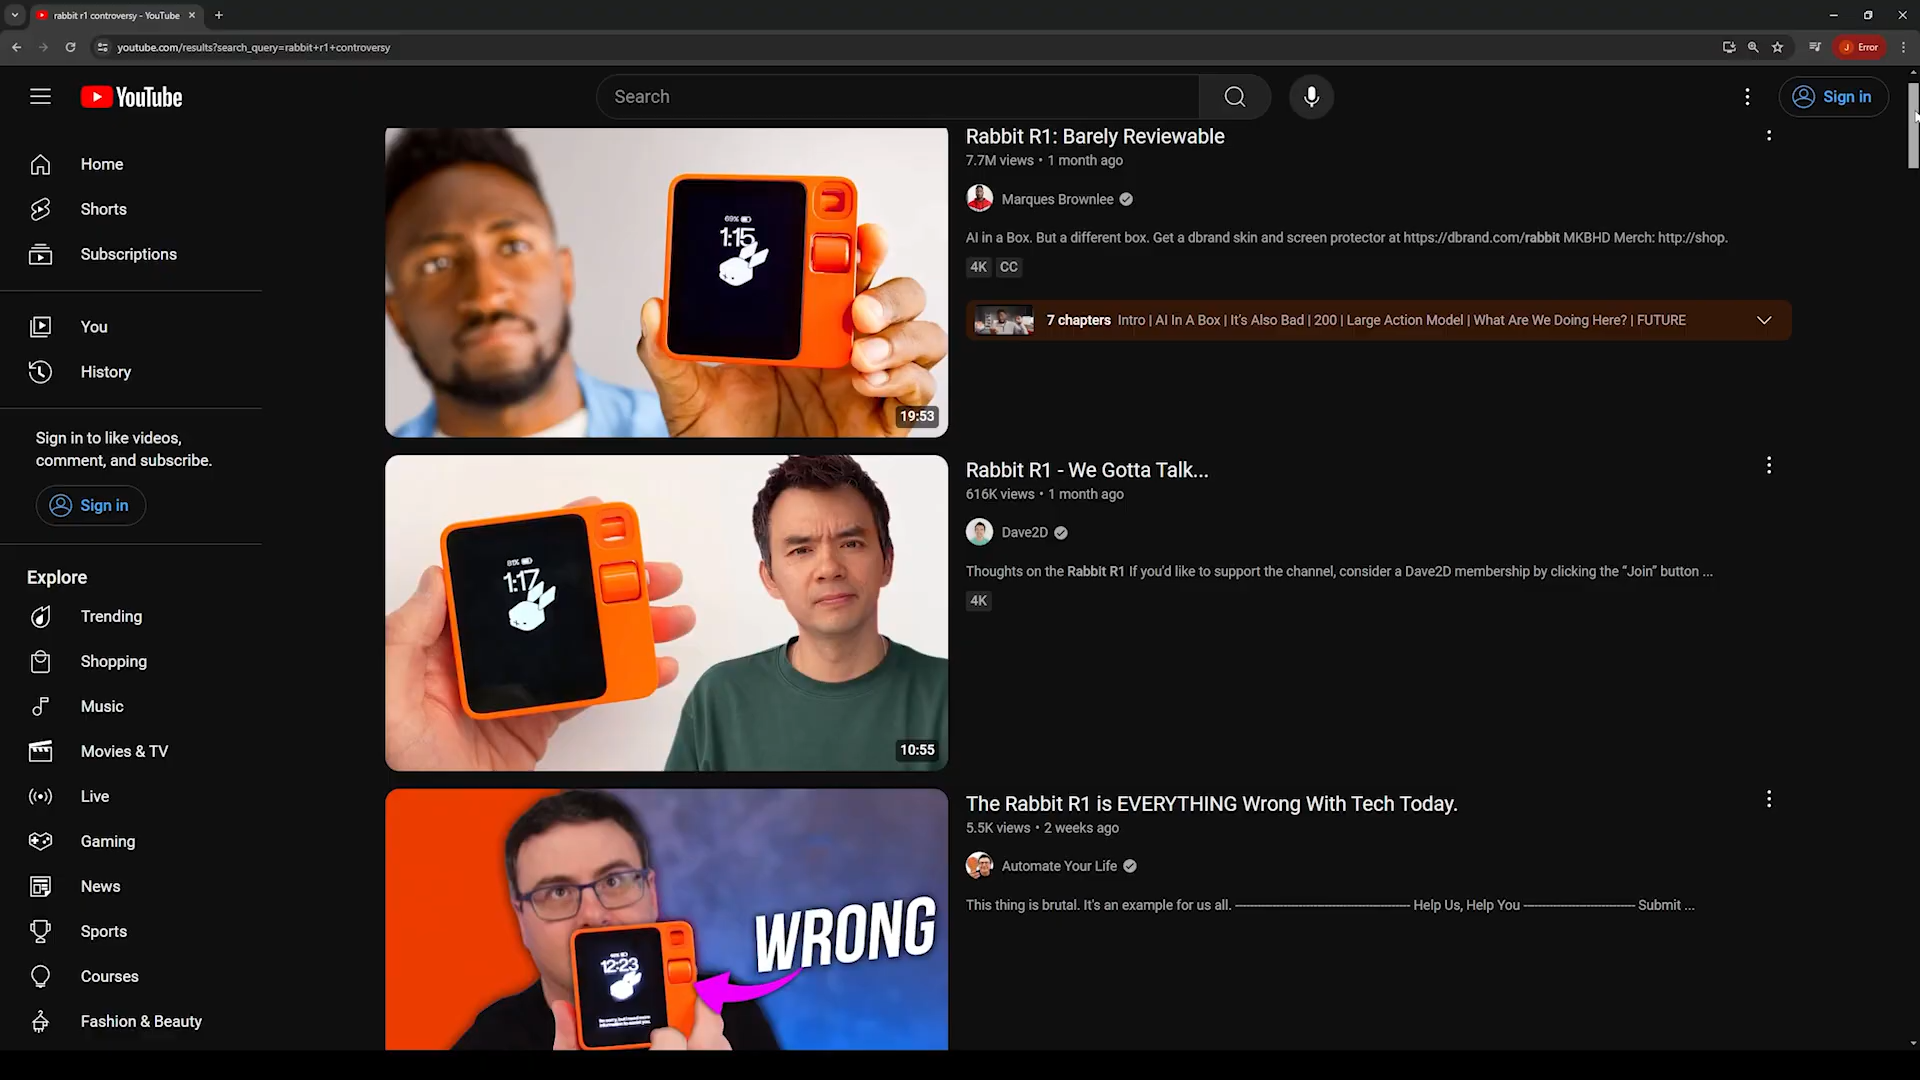 rabbit r1 controversy - YouTube
youtube.com/results?search_query=rabbit+r1+controversy
J Error
YouTube
Search
Sign in
Home
Shorts
Subscriptions
You
History
Sign in to like videos,
comment, and subscribe.
Sign in
Explore
Trending
Shopping
Music
Movies & TV
Live
Gaming
News
Sports
Courses
Fashion & Beauty
69%
1:15
19:53
Rabbit R1: Barely Reviewable
7.7M views • 1 month ago
Marques Brownlee
AI in a Box. But a different box. Get a dbrand skin and screen protector at https://dbrand.com/rabbit MKBHD Merch: http://shop.
4K CC
7 chapters Intro | AI In A Box | It's Also Bad | 200 | Large Action Model | What Are We Doing Here? | FUTURE
81%
1:17
10:55
Rabbit R1 - We Gotta Talk...
616K views • 1 month ago
Dave2D
Thoughts on the Rabbit R1 If you'd like to support the channel, consider a Dave2D membership by clicking the “Join” button ...
4K
WRONG
12:23
The Rabbit R1 is EVERYTHING Wrong With Tech Today.
5.5K views • 2 weeks ago
Automate Your Life
This thing is brutal. It's an example for us all. ---------------------------------------- Help Us, Help You ------------------------- Submit ...